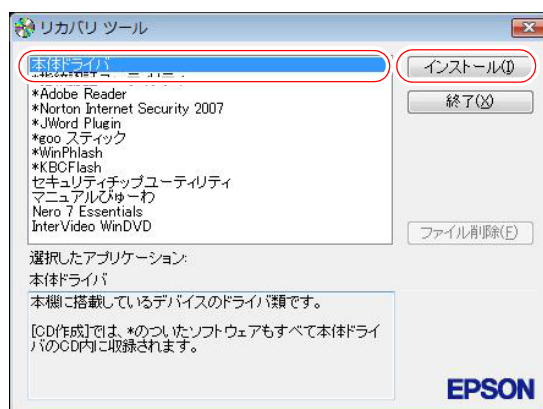 リカバリ ツール
本体ドライバ
*Adobe Reader
*Norton Internet Security 2007
*JWord Plugin
*goo スティック
*WinPhlash
*KBCFlash
セキュリティチップユーティリティ
マニュアルびゅーわ
Nero 7 Essentials
InterVideo WinDVD
インストール(I)
終了(X)
ファイル削除(F)
選択したアプリケーション:
本体ドライバ
本機に搭載しているデバイスのドライバ類です。
[CD作成]では、*のついたソフトウェアもすべて本体ドライ
バのCD内に収録されます。
EPSON